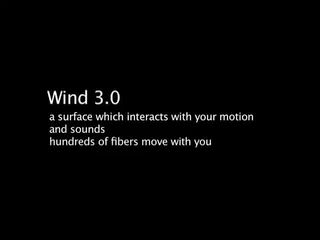 Wind 3.0
a surface which interacts with your motion
and sounds
hundreds of fibers move with you